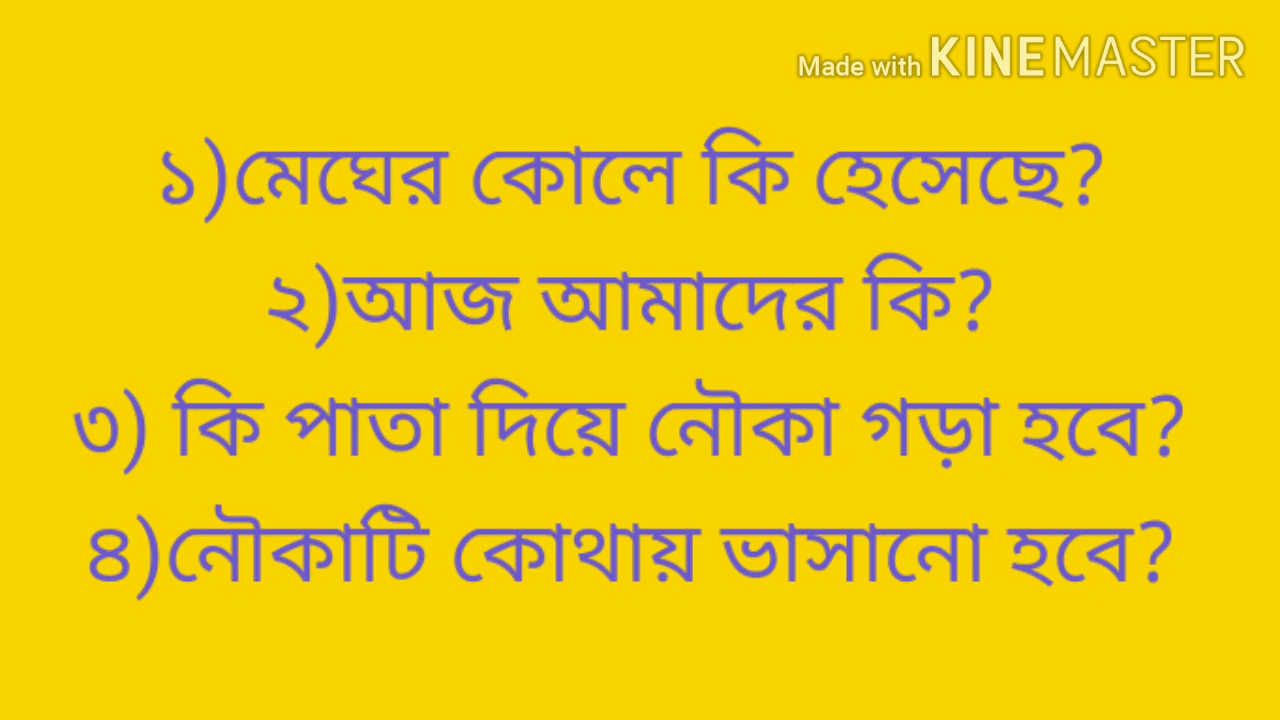 Made with KINEMASTER
১)মেঘের কোলে কি হেসেছে?
২)আজ আমাদের কি?
৩) কি পাতা দিয়ে নৌকা গড়া হবে?
৪)নৌকাটি কোথায় ভাসানো হবে?